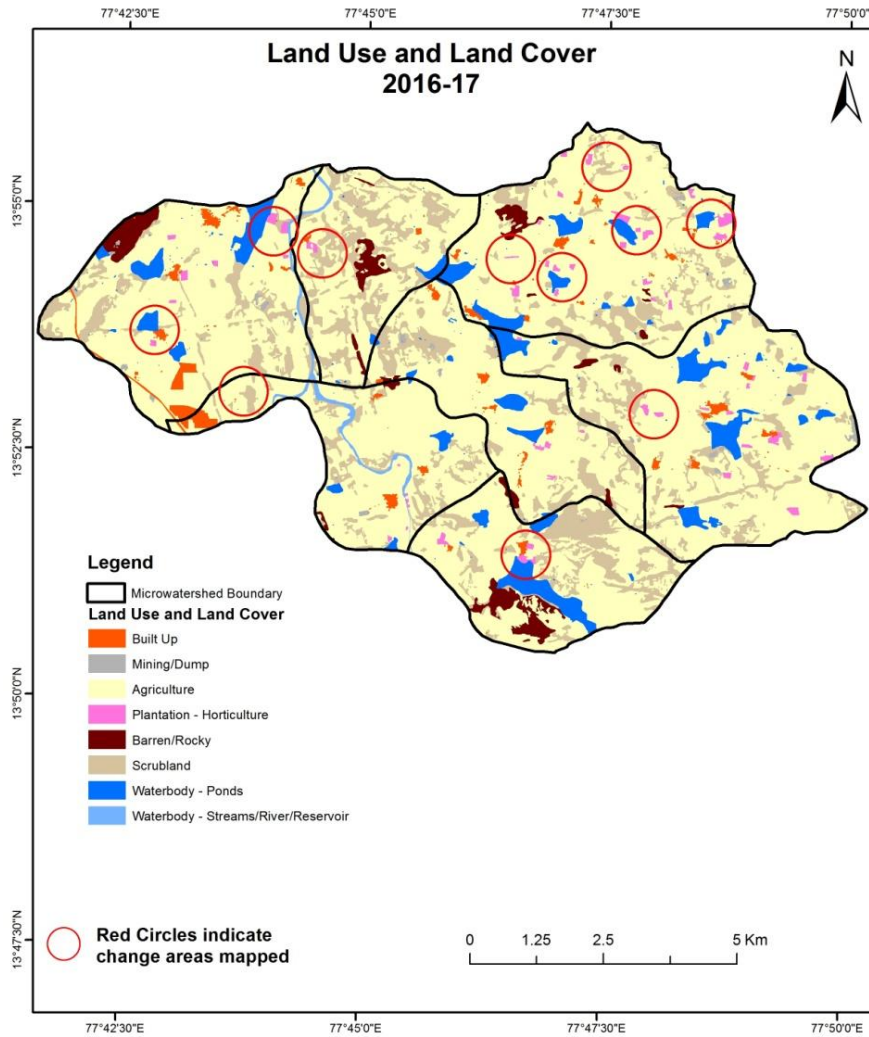 77°42'30"E 77°45'0"E 77°47'30"E 77°50'0"E
Land Use and Land Cover
2016-17
N
13°55'0"N
13°52'30"N
13°50'0"N
13°47'30"N
Legend
Microwatershed Boundary
Land Use and Land Cover
Built Up
Mining/Dump
Agriculture
Plantation - Horticulture
Barren/Rocky
Scrubland
Waterbody - Ponds
Waterbody - Streams/River/Reservoir
Red Circles indicate
change areas mapped
0 1.25 2.5 5 Km
77°42'30"E 77°45'0"E 77°47'30"E 77°50'0"E